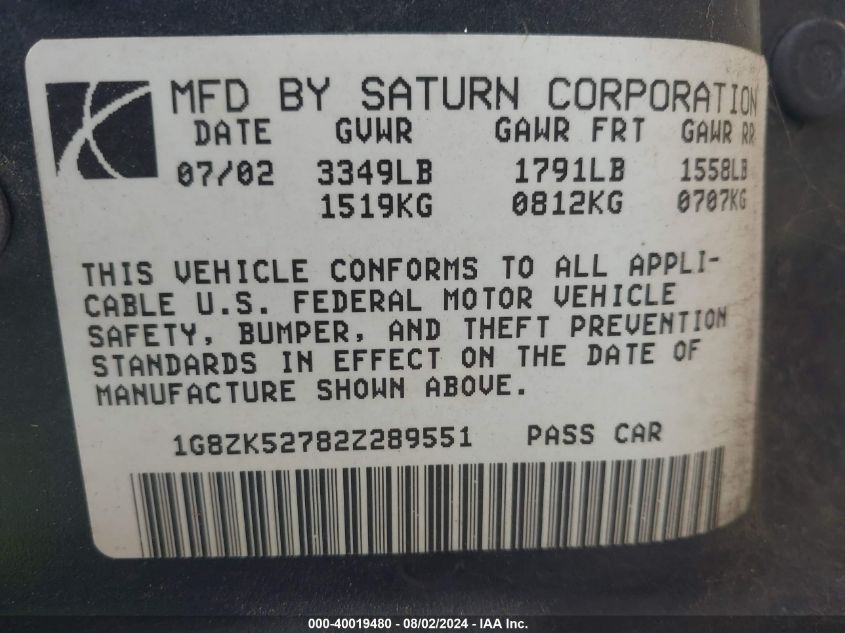 MFD BY SATURN CORPORATION
DATE GVWR GAWR FRT GAWR RR
07/02 3349LB 1791LB 1558LB
1519KG 0812KG 0707KG
THIS VEHICLE CONFORMS TO ALL APPLI-
CABLE U.S. FEDERAL MOTOR VEHICLE
SAFETY, BUMPER, AND THEFT PREVENTION
STANDARDS IN EFFECT ON THE DATE OF
MANUFACTURE SHOWN ABOVE.
1G8ZK52782Z289551 PASS CAR
000-40019480 - 08/02/2024 - IAA Inc.